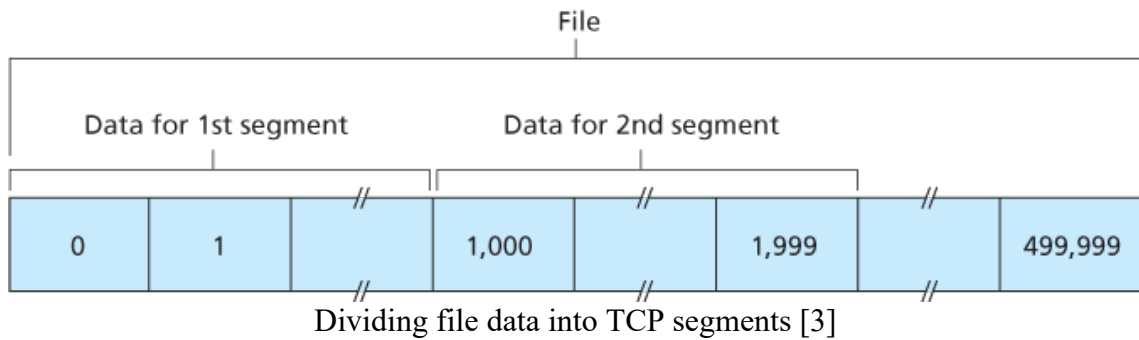 File
Data for 1st segment Data for 2nd segment
0 1 1,000 1,999 499,999
Dividing file data into TCP segments [3]